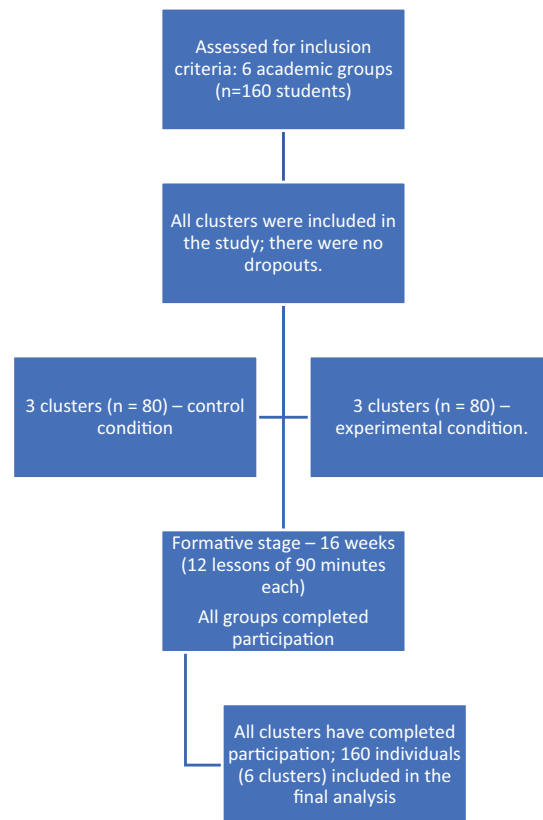 Assessed for inclusion
criteria: 6 academic groups
(n=160 students)
All clusters were included in
the study; there were no
dropouts.
3 clusters (n = 80) – control
condition
3 clusters (n = 80) –
experimental condition.
Formative stage – 16 weeks
(12 lessons of 90 minutes
each)
All groups completed
participation
All clusters have completed
participation; 160 individuals
(6 clusters) included in the
final analysis